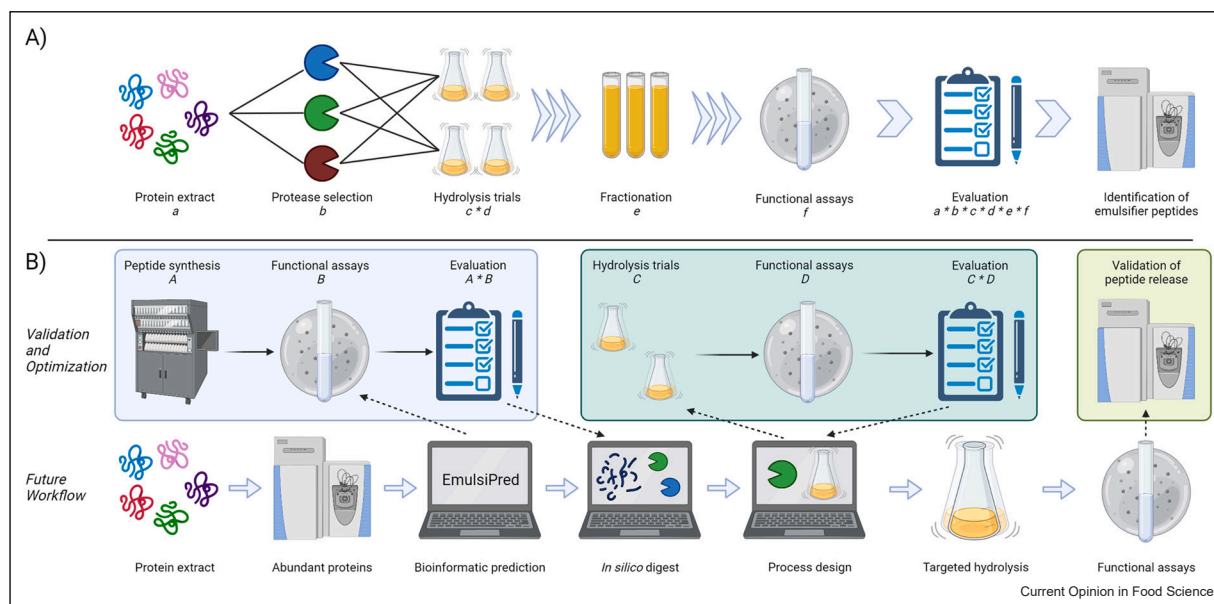 A)
Protein extract
a
Protease selection
b
Hydrolysis trials
c * d
Fractionation
e
Functional assays
f
Evaluation
a * b * c * d * e * f
Identification of
emulsifier peptides
B)
Peptide synthesis
A
Functional assays
B
Evaluation
A * B
Hydrolysis trials
C
Functional assays
D
Evaluation
C * D
Validation of
peptide release
Validation
and
Optimization
Future
Workflow
EmulsiPred
Protein extract
Abundant proteins
Bioinformatic prediction
In silico digest
Process design
Targeted hydrolysis
Functional assays
Current Opinion in Food Science